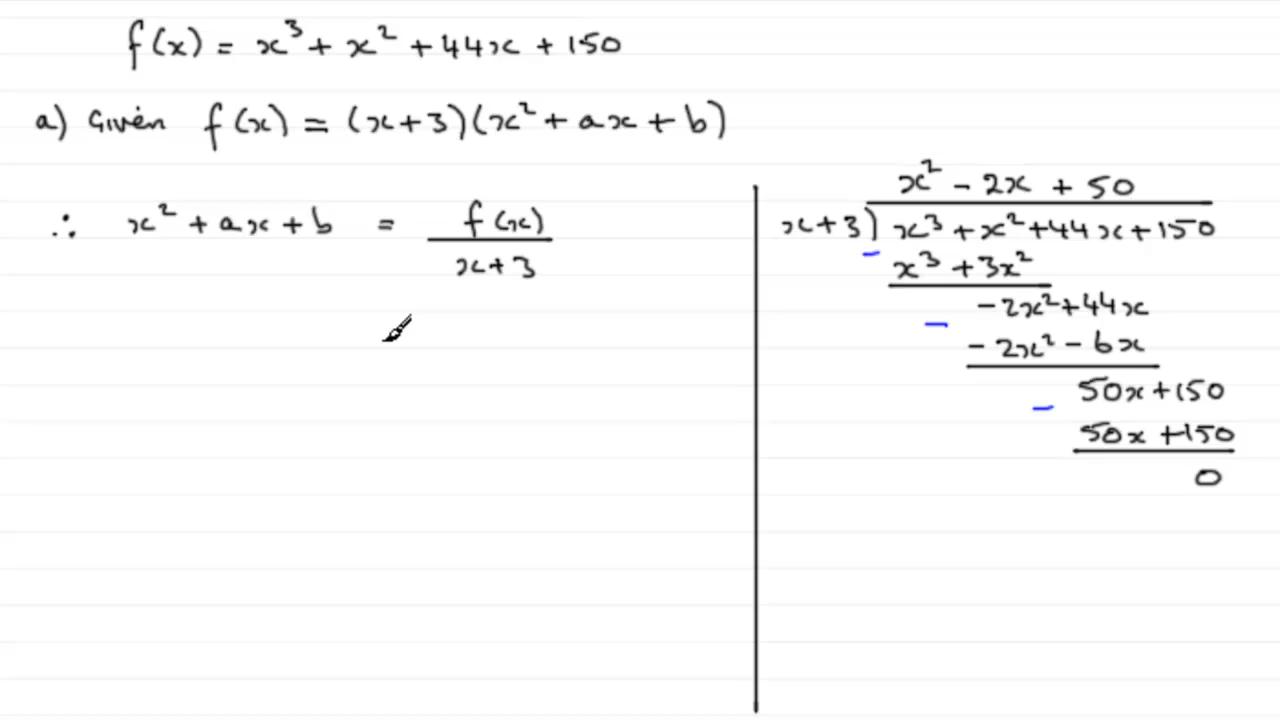 f(x) = x³ + x² + 44x + 150
a) Given f(x) = (x+3)(x² + ax + b)
∴ x² + ax + b = f(x)
x+3
x² - 2x + 50
x+3) x³ + x² + 44x + 150
- x³ + 3x²
-2x² + 44x
- -2x² - 6x
50x + 150
- 50x + 150
0